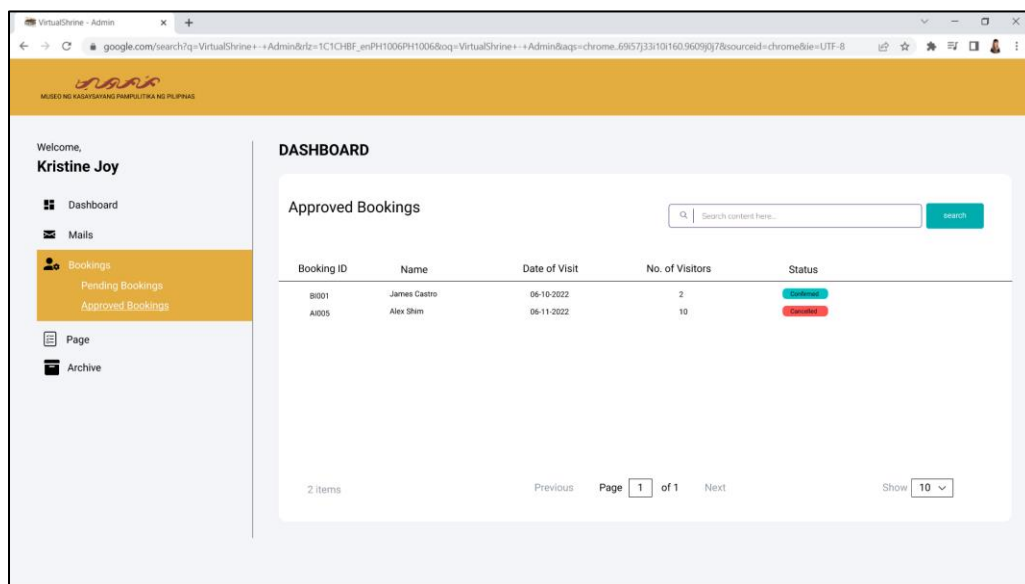 VirtualShrine - Admin
google.com/search?q=VirtualShrine+-+Admin&rlz=1C1CHBF_enPH1006PH1006&oq=VirtualShrine+-+Admin&aqs=chrome..69i57j33i10i160.9609j0j7&sourceid=chrome&ie=UTF-8
MUSEO NG KASAYSAYANG PAMPULITIKA NG PILIPINAS
Welcome,
Kristine Joy
Dashboard
Mails
Bookings
Pending Bookings
Approved Bookings
Page
Archive
DASHBOARD
Approved Bookings
Search content here...
search
Booking ID Name Date of Visit No. of Visitors Status
BI001 James Castro 06-10-2022 2 Confirmed
AI005 Alex Shim 06-11-2022 10 Cancelled
2 items Previous Page 1 of 1 Next Show 10